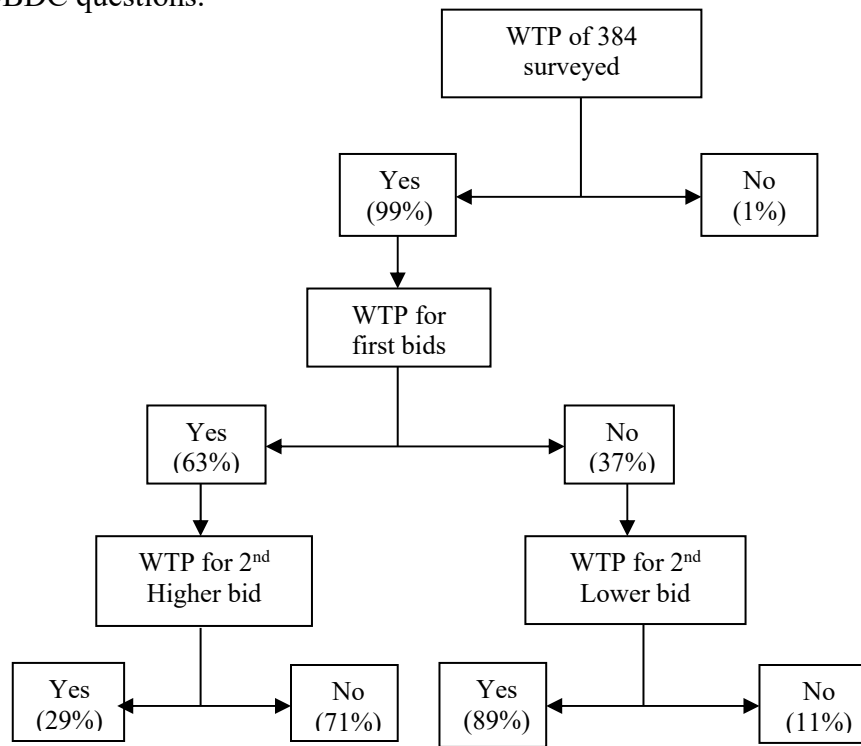 BDC questions.
WTP of 384
surveyed
Yes
(99%)
No
(1%)
WTP for
first bids
Yes
(63%)
No
(37%)
WTP for 2nd
Higher bid
WTP for 2nd
Lower bid
Yes
(29%)
No
(71%)
Yes
(89%)
No
(11%)